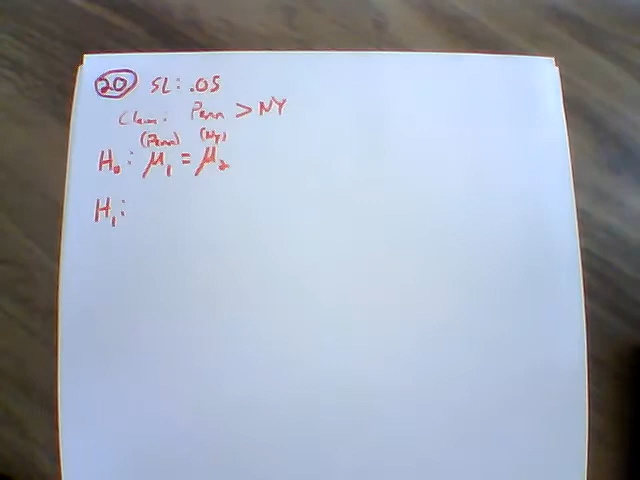 20 SL: .05
Claim: Penn > NY
(Penn) (NY)
H₀: μ₁ = μ₂
H₁: